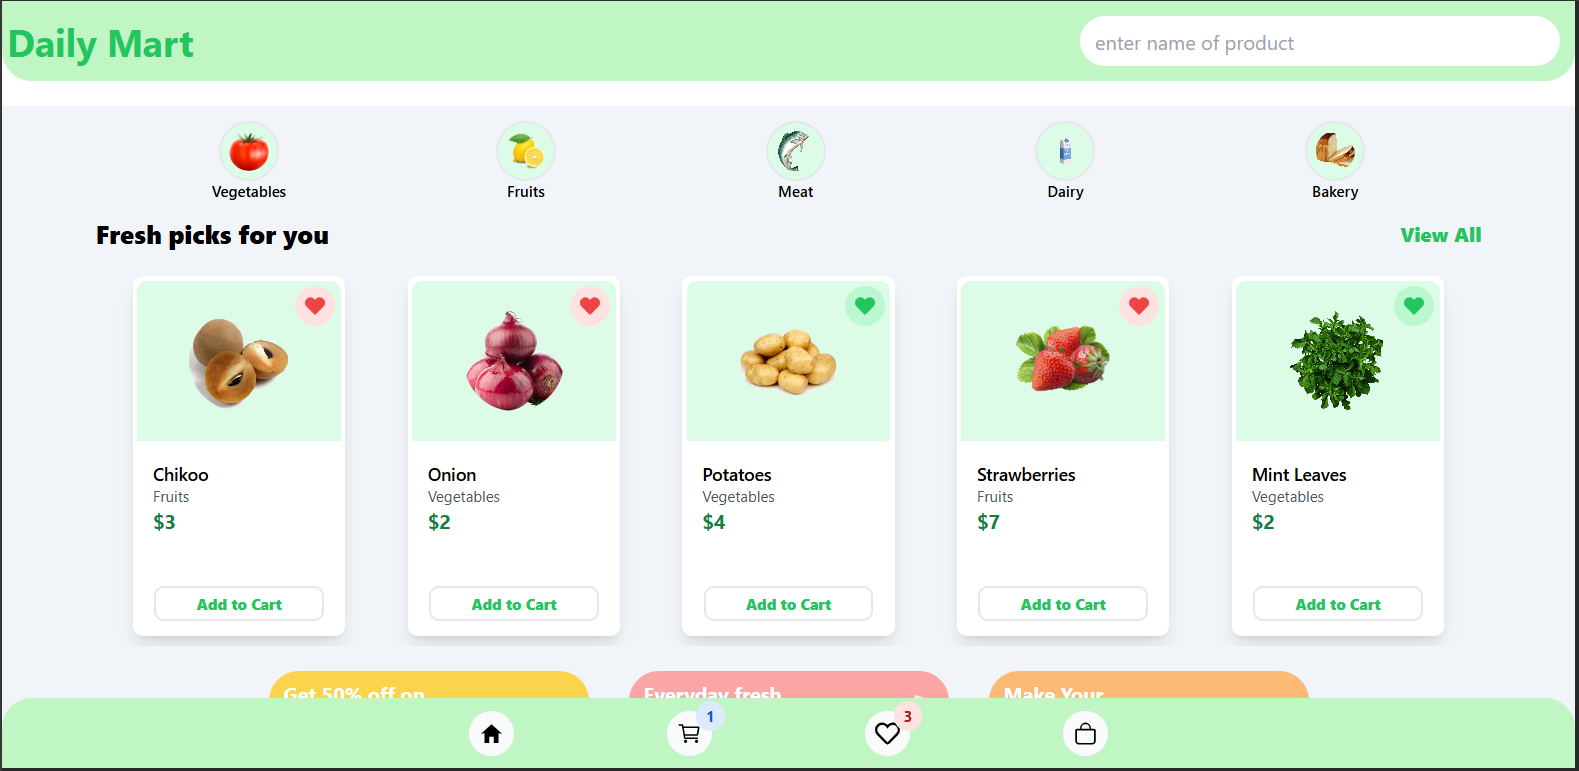 Daily Mart
enter name of product
Vegetables
Fruits
Meat
Dairy
Bakery
Fresh picks for you
View All
Chikoo
Fruits
$3
Add to Cart
Onion
Vegetables
$2
Add to Cart
Potatoes
Vegetables
$4
Add to Cart
Strawberries
Fruits
$7
Add to Cart
Mint Leaves
Vegetables
$2
Add to Cart
Get 50% off on
Everyday fresh
Make Your
1
3